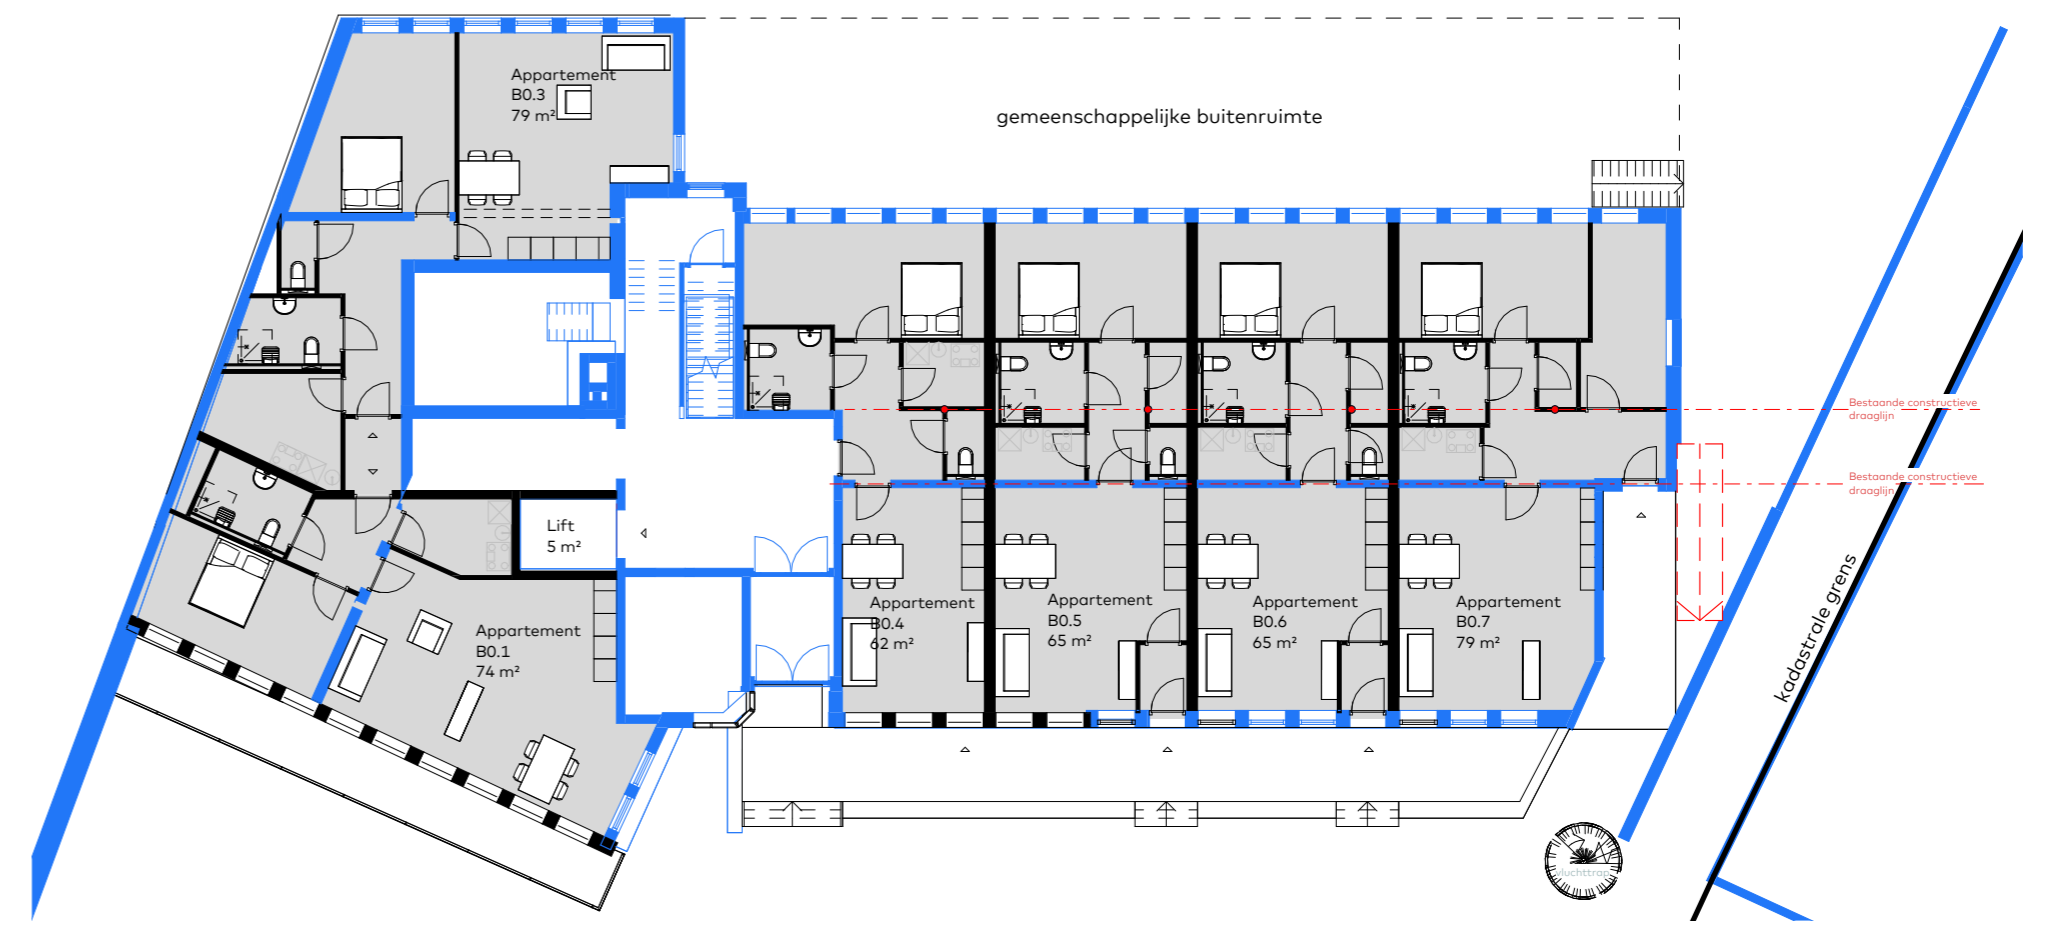 Appartement
B0.3
79 m²
gemeenschappelijke buitenruimte
Bestaande constructieve
draaglijn
Bestaande constructieve
draaglijn
Lift
5 m²
kadastrale grens
Appartement
B0.4
62 m²
Appartement
B0.5
65 m²
Appartement
B0.6
65 m²
Appartement
B0.7
79 m²
Appartement
B0.1
74 m²
vluchttrap